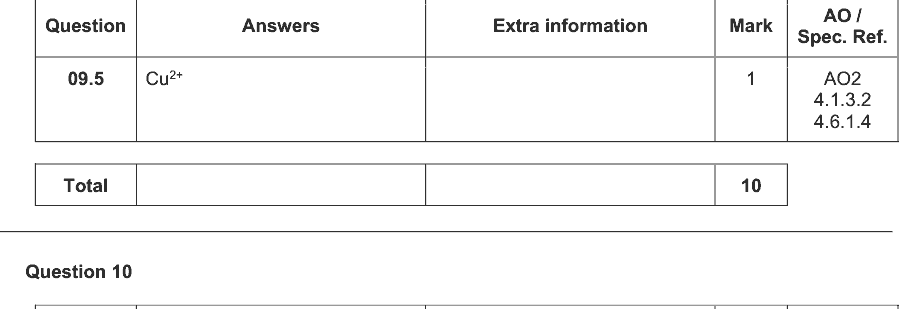 Question Answers Extra information Mark AO /
Spec. Ref.
09.5 Cu²⁺ 1 AO2
4.1.3.2
4.6.1.4
Total 10
Question 10